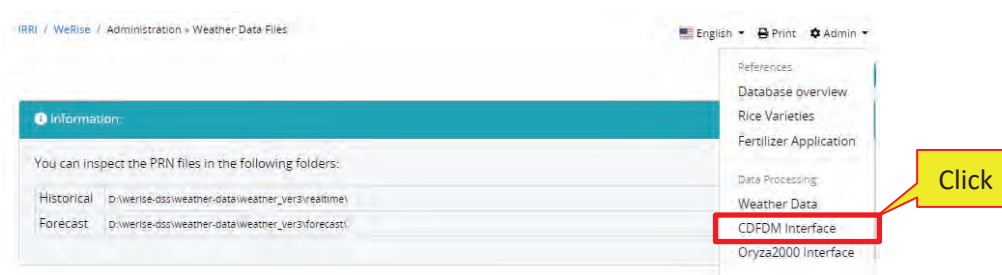 IRRI / WeRise / Administration » Weather Data Files
English Print Admin
References
Database overview
Rice Varieties
Fertilizer Application
Information:
You can inspect the PRN files in the following folders:
Historical D:\werise-dss\weather-data\weather_ver3\realtime\
Forecast D:\werise-dss\weather-data\weather_ver3\forecast\
Data Processing
Weather Data
CDFDM Interface
Oryza2000 Interface
Click